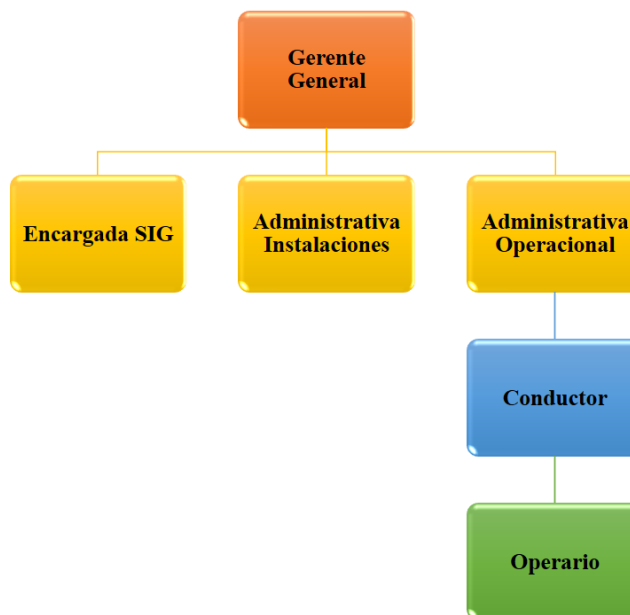 Gerente
General
Encargada SIG
Administrativa
Instalaciones
Administrativa
Operacional
Conductor
Operario